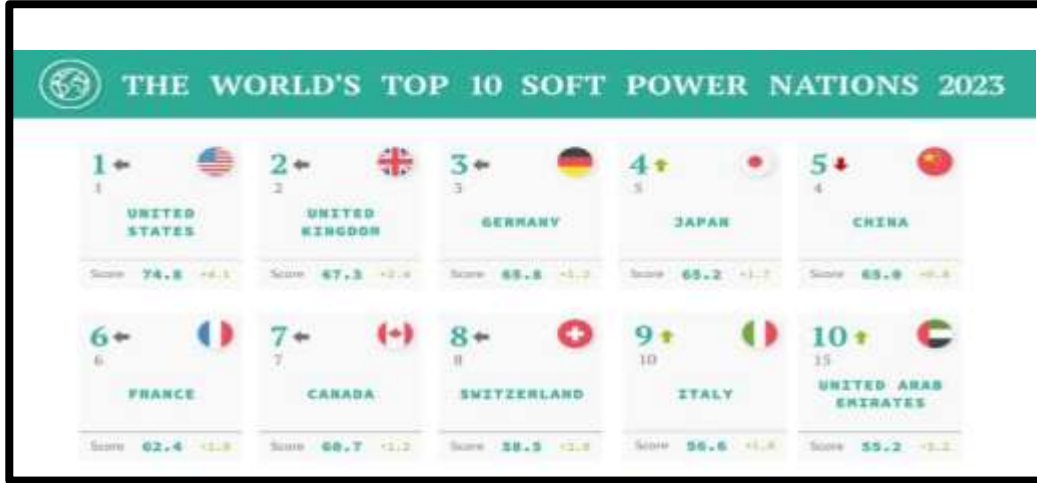 THE WORLD'S TOP 10 SOFT POWER NATIONS 2023
1 2 3 4 5
1 2 3 5 4
UNITED STATES
UNITED KINGDOM
GERMANY
JAPAN
CHINA
Score 74.8
Score 67.3
Score 65.8
Score 65.2 +1.7
Score 65.0
6 7 8 9 10
6 7 8 10 15
FRANCE
CANADA
SWITZERLAND
ITALY
UNITED ARAB EMIRATES
Score 62.4
Score 60.7
Score 58.5
Score 56.6
Score 55.2